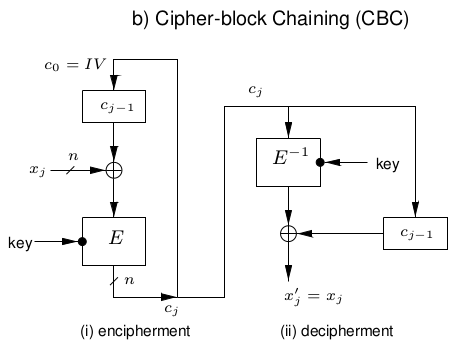 b) Cipher-block Chaining (CBC)
c₀ = IV
cⱼ₋₁
n
xⱼ
key
E
n
cⱼ
(i) encipherment
cⱼ
E⁻¹
key
cⱼ₋₁
x′ⱼ = xⱼ
(ii) decipherment